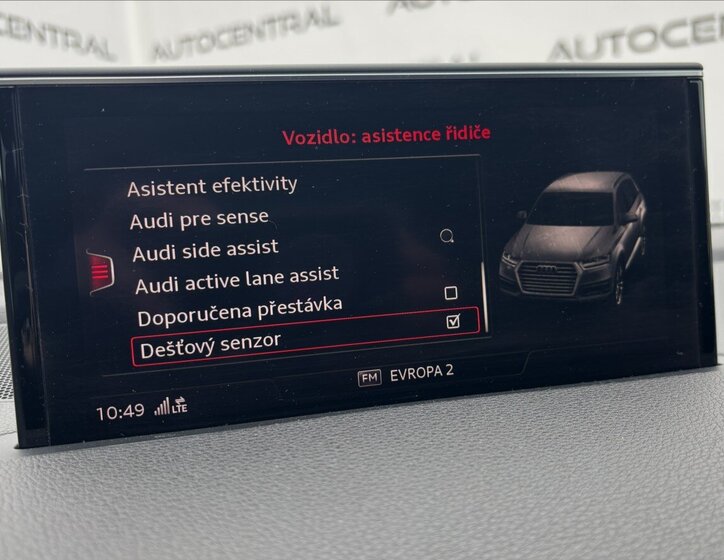 AUTOCENTRAL
AUTOCENTRAL
AUTOCEN
Vozidlo: asistence řidiče
Asistent efektivity
Audi pre sense
Audi side assist
Audi active lane assist
Doporučena přestávka
Dešťový senzor
FM EVROPA 2
10:49 LTE